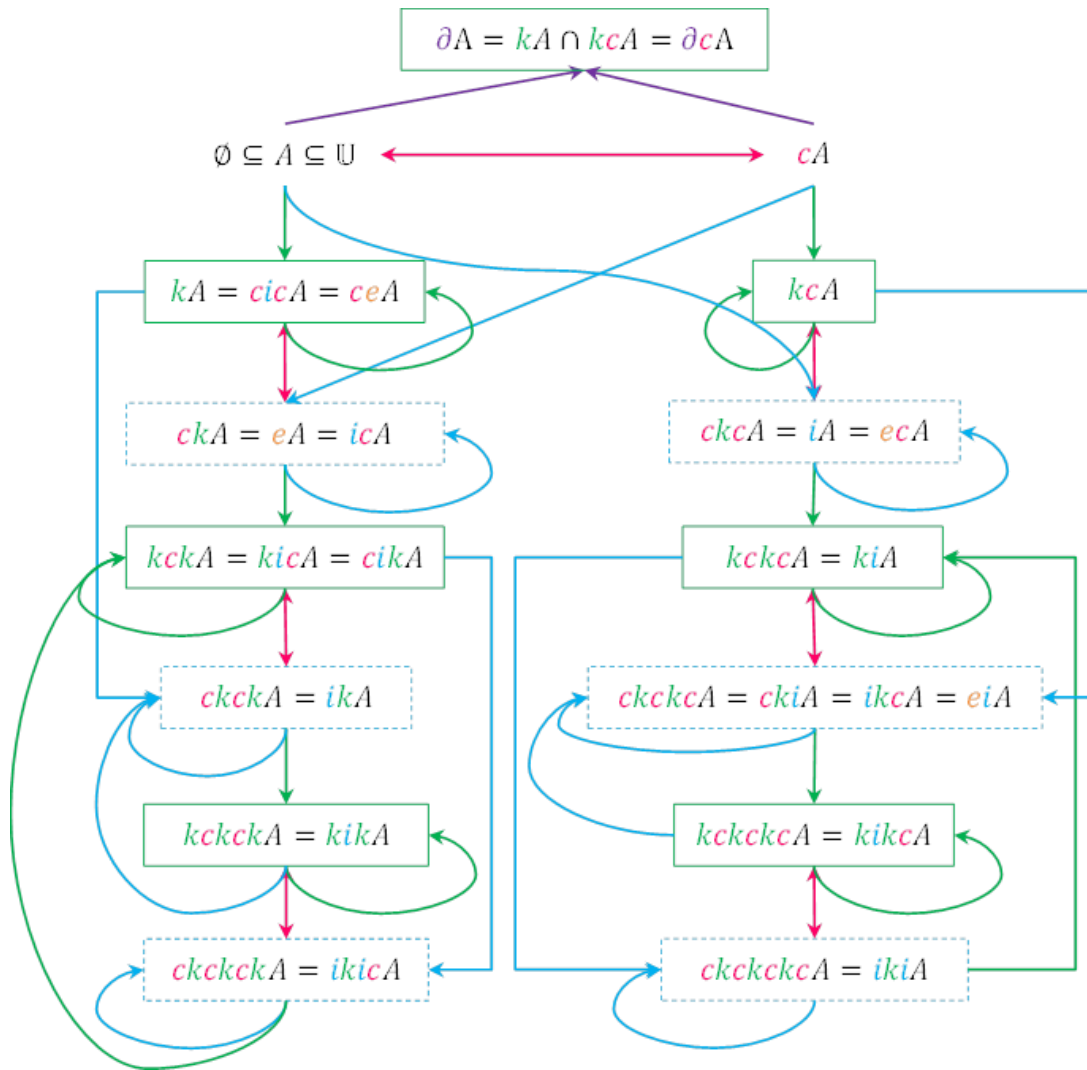 ∂A = kA ∩ kcA = ∂cA
∅ ⊆ A ⊆ 𝕌
cA
kA = cicA = ceA
kcA
ckA = eA = icA
ckcA = iA = ecA
kckA = kicA = cikA
kckcA = kiA
ckckA = ikA
ckckcA = ckiA = ikcA = eiA
kckckA = kikA
kckckcA = kikcA
ckckckA = ikicA
ckckckcA = ikiA